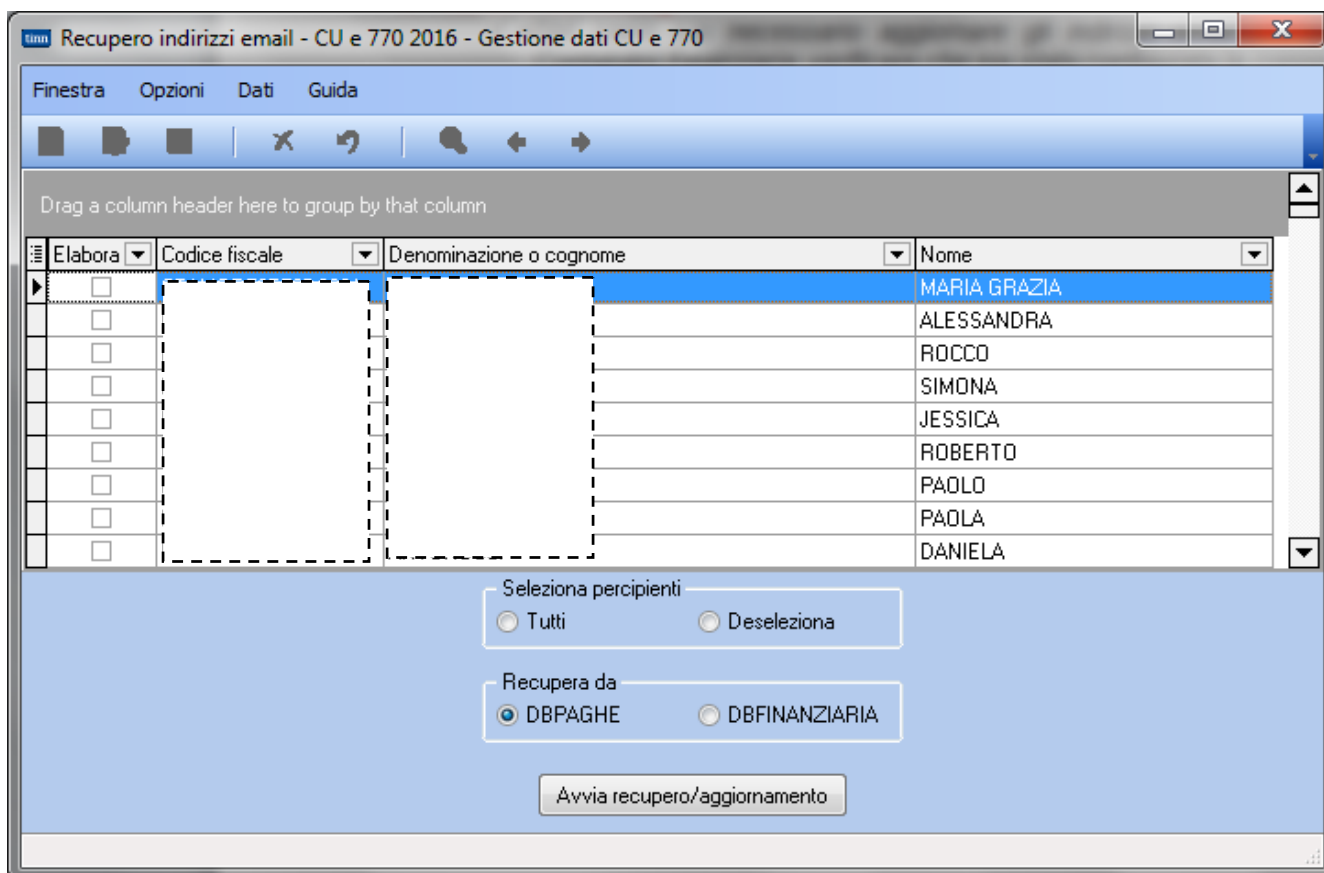 tinn Recupero indirizzi email - CU e 770 2016 - Gestione dati CU e 770
Finestra Opzioni Dati Guida
Drag a column header here to group by that column
Elabora Codice fiscale Denominazione o cognome Nome
MARIA GRAZIA
ALESSANDRA
ROCCO
SIMONA
JESSICA
ROBERTO
PAOLO
PAOLA
DANIELA
Seleziona percipienti
Tutti Deseleziona
Recupera da
DBPAGHE DBFINANZIARIA
Avvia recupero/aggiornamento